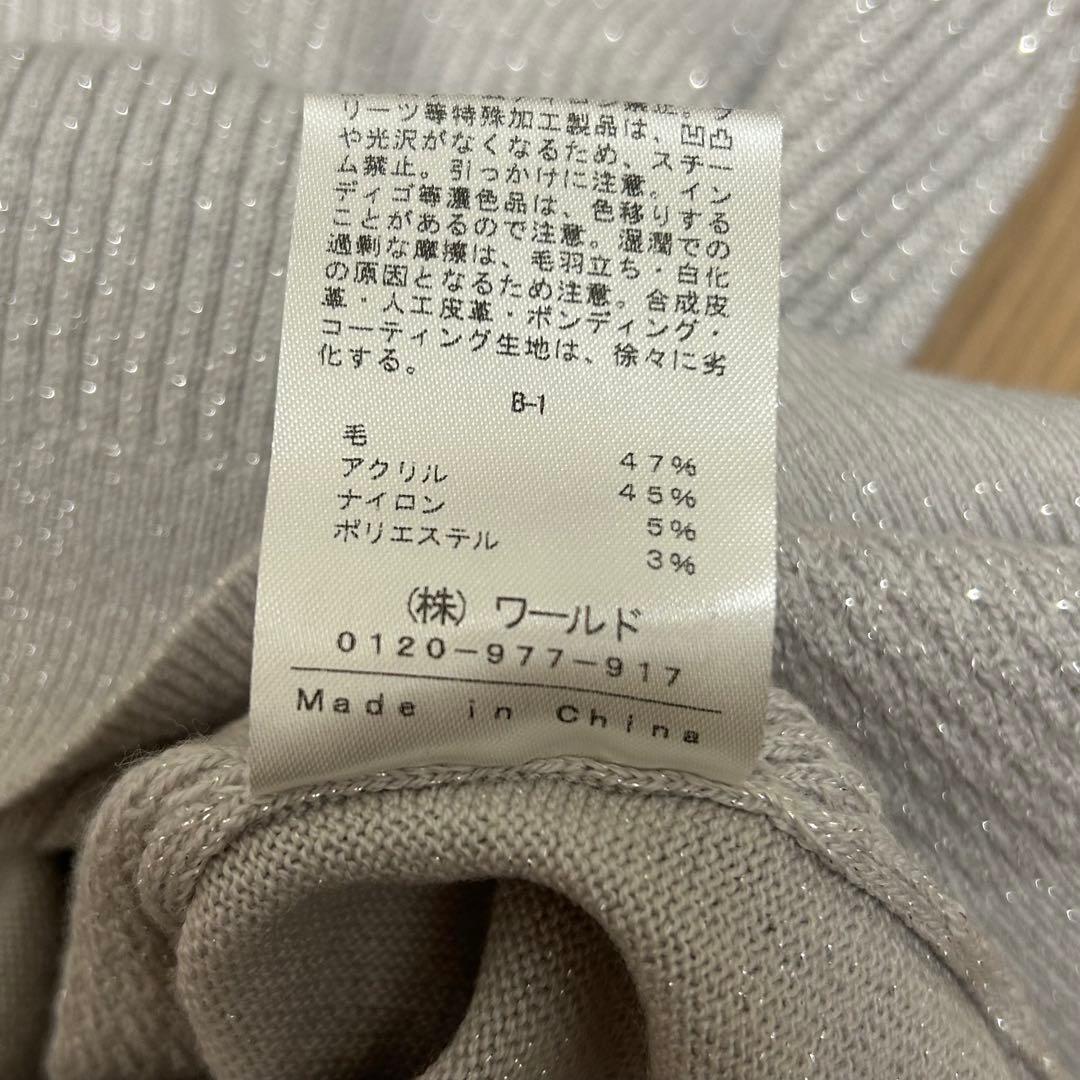 リーツ等特殊加工製品は、凹凸
や光沢がなくなるため、スチー
ム禁止。引っかけに注意。イン
ディゴ等濃色品は、色移りする
ことがあるので注意。湿潤での
過剰な摩擦は、毛羽立ち・白化
の原因となるため注意。合成皮
革・人工皮革・ボンディング・
コーティング生地は、徐々に劣
化する。
B-1
毛 47%
アクリル 45%
ナイロン 5%
ポリエステル 3%
(株) ワールド
0120-977-917
Made in China